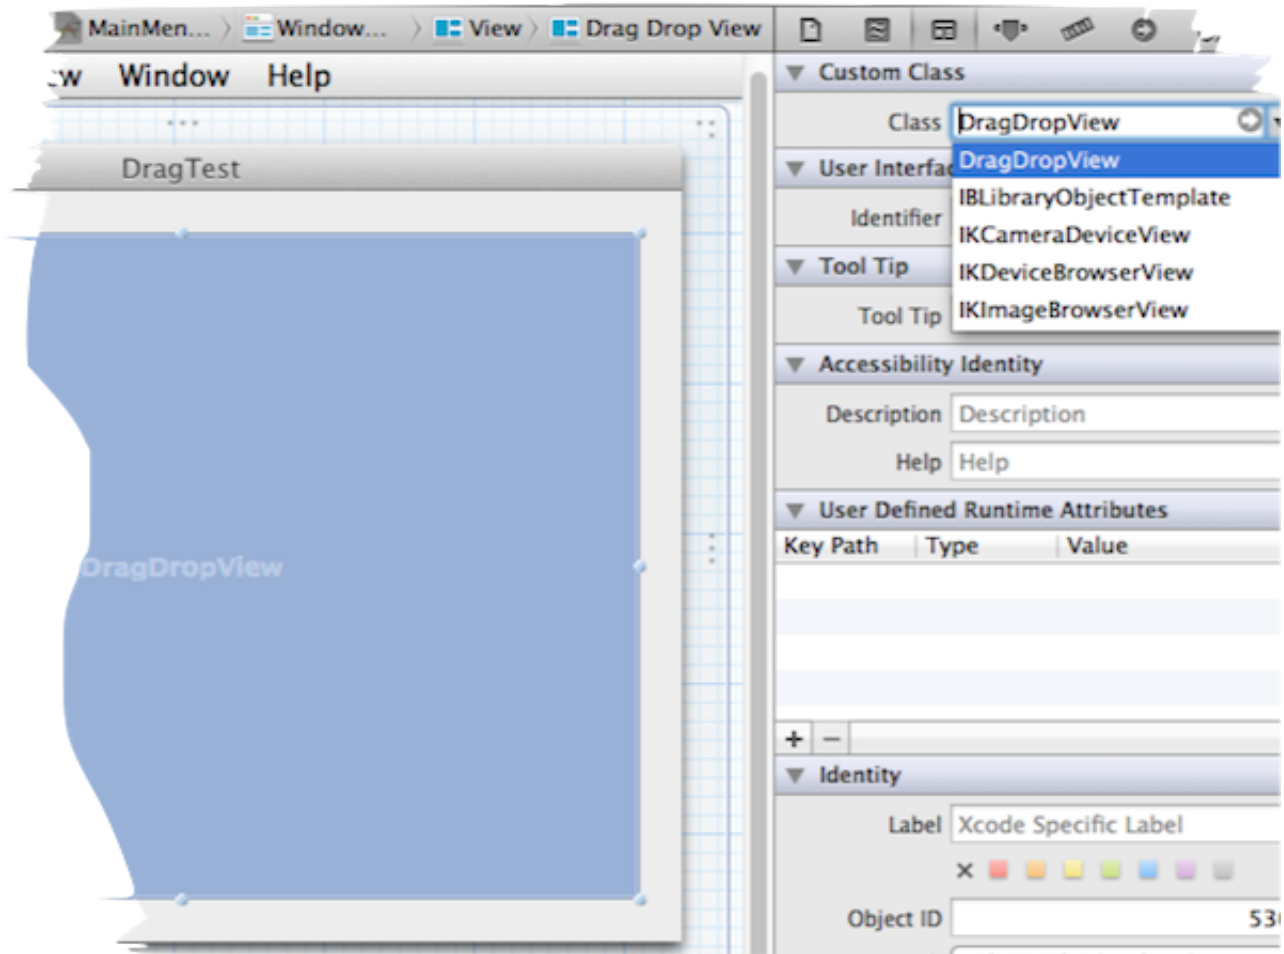 MainMen... Window... View Drag Drop View
Window Help
DragTest
DragDropView
Custom Class
Class DragDropView
DragDropView
IBLibraryObjectTemplate
IKCameraDeviceView
IKDeviceBrowserView
IKImageBrowserView
User Interfac
Identifier
Tool Tip
Tool Tip
Accessibility Identity
Description Description
Help Help
User Defined Runtime Attributes
Key Path Type Value
+ −
Identity
Label Xcode Specific Label
Object ID 530